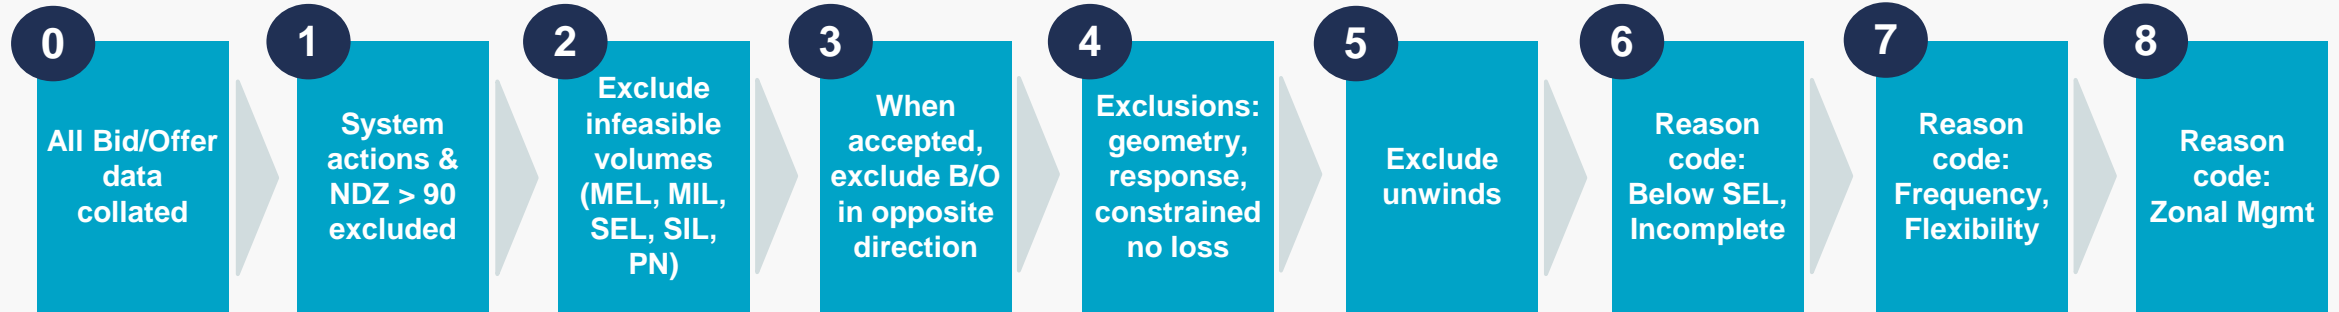 0
All Bid/Offer
data
collated
1
System
actions &
NDZ > 90
excluded
2
Exclude
infeasible
volumes
(MEL, MIL,
SEL, SIL,
PN)
3
When
accepted,
exclude B/O
in opposite
direction
4
Exclusions:
geometry,
response,
constrained
no loss
5
Exclude
unwinds
6
Reason
code:
Below SEL,
Incomplete
7
Reason
code:
Frequency,
Flexibility
8
Reason
code:
Zonal Mgmt